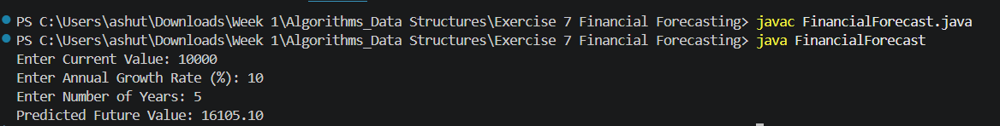 PS C:\Users\ashut\Downloads\Week 1\Algorithms_Data Structures\Exercise 7 Financial Forecasting> javac FinancialForecast.java
PS C:\Users\ashut\Downloads\Week 1\Algorithms_Data Structures\Exercise 7 Financial Forecasting> java FinancialForecast
Enter Current Value: 10000
Enter Annual Growth Rate (%): 10
Enter Number of Years: 5
Predicted Future Value: 16105.10